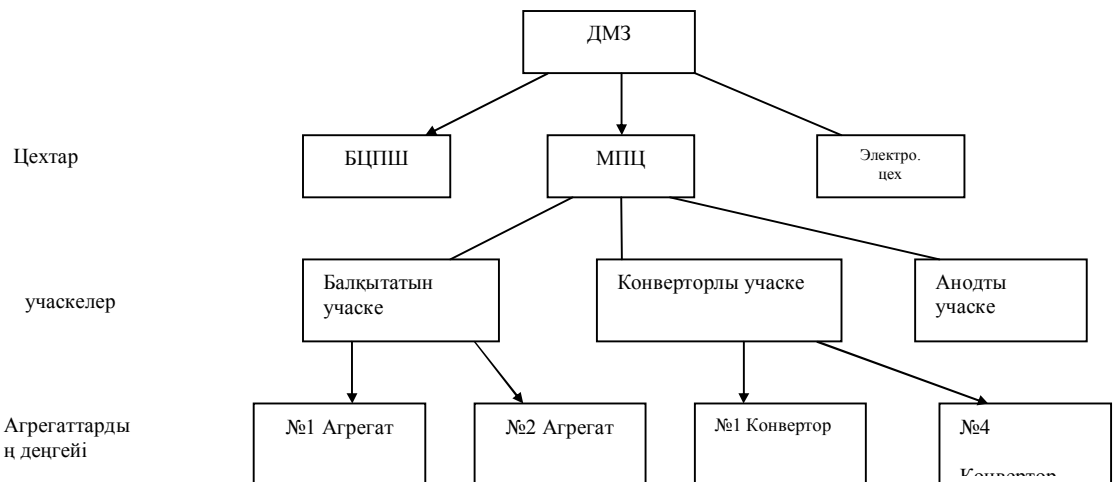 ДМЗ
Цехтар
БЦПШ
МПЦ
Электро.
цех
учаскелер
Балқытатын
учаске
Конверторлы учаске
Анодты
учаске
Агрегаттарды
ң деңгейі
№1 Агрегат
№2 Агрегат
№1 Конвертор
№4
Конвертор